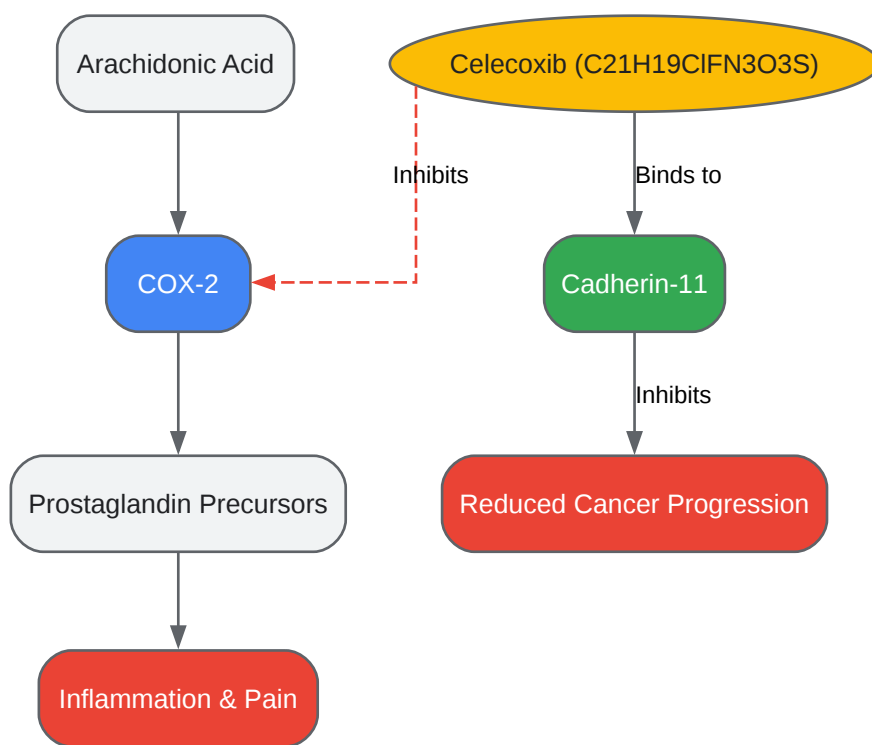 Arachidonic Acid
Celecoxib (C21H19ClFN3O3S)
Inhibits
Binds to
COX-2
Cadherin-11
Inhibits
Prostaglandin Precursors
Reduced Cancer Progression
Inflammation & Pain